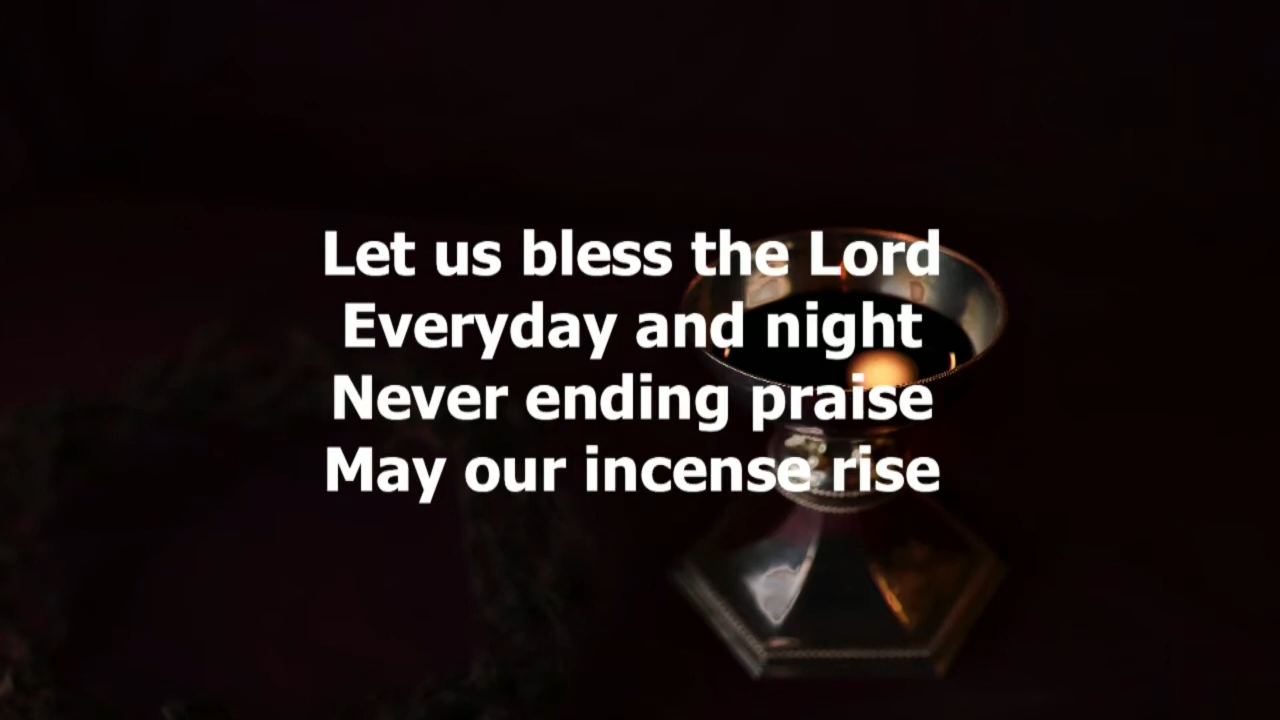 Let us bless the Lord
Everyday and night
Never ending praise
May our incense rise